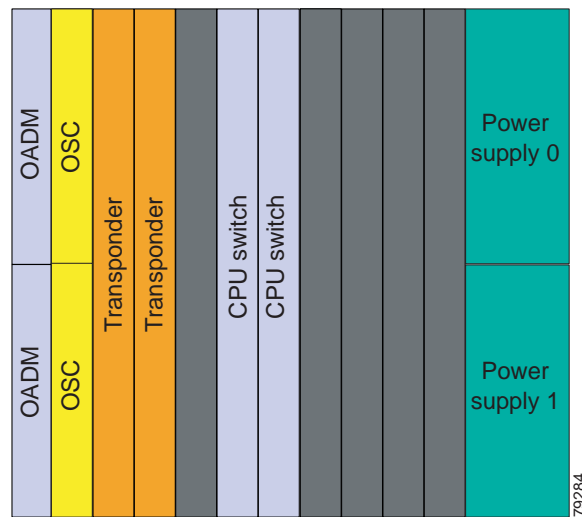 OADM
OSC
Transponder
Transponder
CPU switch
CPU switch
Power
supply 0
OADM
OSC
Power
supply 1
79284